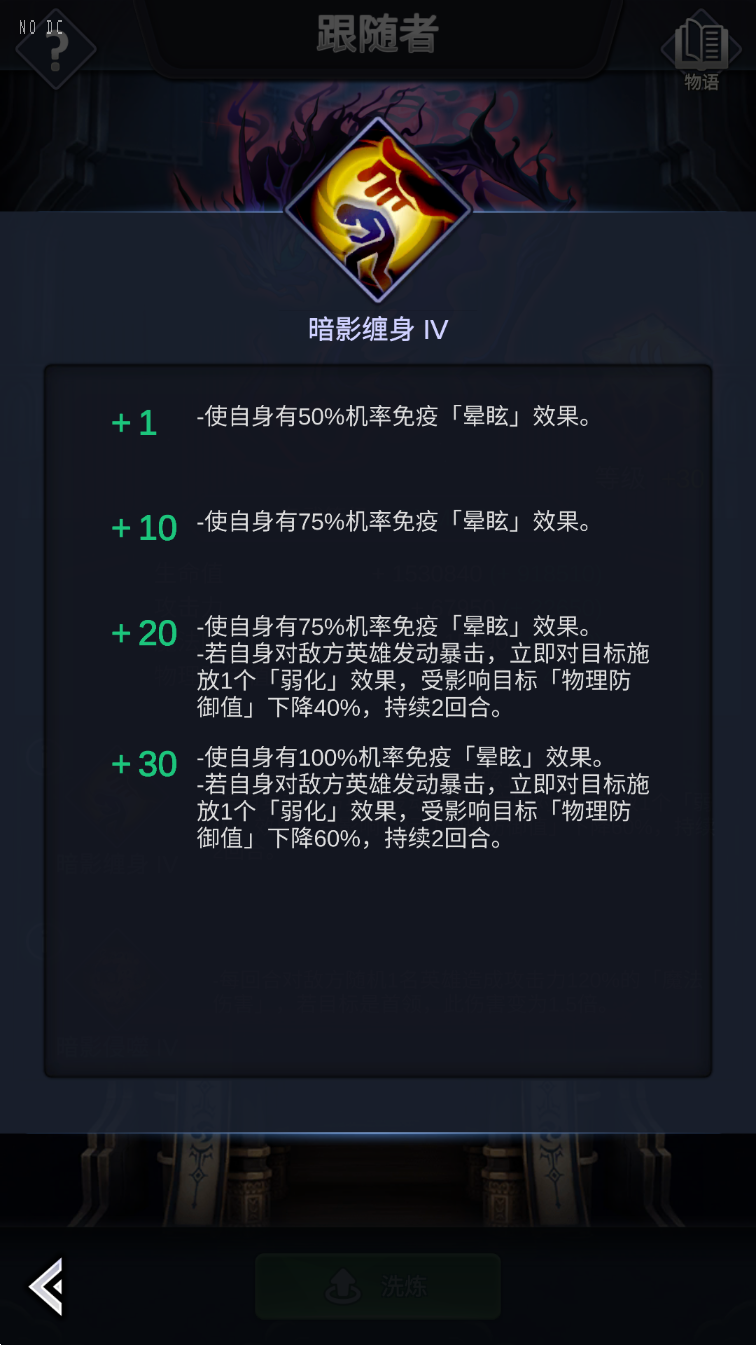 NO DC
跟随者
物语
暗影缠身 IV
+1
-使自身有50%机率免疫「晕眩」效果。
+10
-使自身有75%机率免疫「晕眩」效果。
+20
-使自身有75%机率免疫「晕眩」效果。
-若自身对敌方英雄发动暴击，立即对目标施
放1个「弱化」效果，受影响目标「物理防
御值」下降40%，持续2回合。
+30
-使自身有100%机率免疫「晕眩」效果。
-若自身对敌方英雄发动暴击，立即对目标施
放1个「弱化」效果，受影响目标「物理防
御值」下降60%，持续2回合。
洗炼